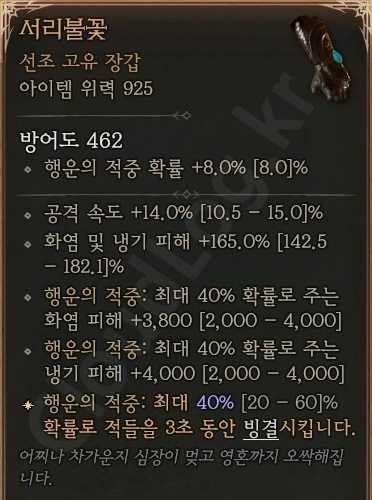 서리불꽃
선조 고유 장갑
아이템 위력 925
방어도 462
행운의 적중 확률 +8.0% [8.0]%
공격 속도 +14.0% [10.5 – 15.0]%
화염 및 냉기 피해 +165.0% [142.5
– 182.1]%
행운의 적중: 최대 40% 확률로 주는
화염 피해 +3,800 [2,000 – 4,000]
행운의 적중: 최대 40% 확률로 주는
냉기 피해 +4,000 [2,000 – 4,000]
행운의 적중: 최대 40% [20 – 60]%
확률로 적들을 3초 동안 빙결시킵니다.
어찌나 차가운지 심장이 멎고 영혼까지 오싹해집
니다.